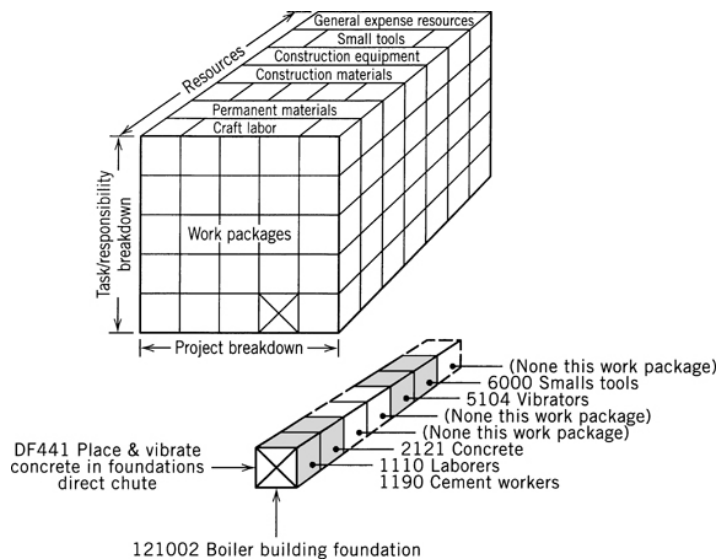 General expense resources
Small tools
Construction equipment
Construction materials
Permanent materials
Craft labor
Resources
Task/responsibility
breakdown
Work packages
Project breakdown
(None this work package)
6000 Smalls tools
5104 Vibrators
(None this work package)
(None this work package)
2121 Concrete
1110 Laborers
1190 Cement workers
DF441 Place & vibrate
concrete in foundations
direct chute
121002 Boiler building foundation